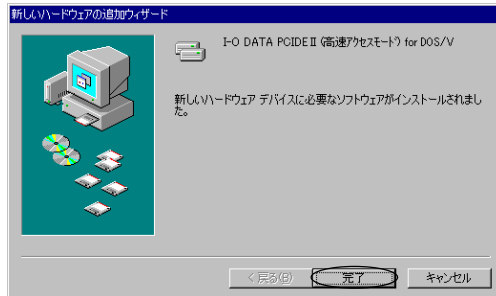 新しいハードウェアの追加ウィザード
I-O DATA PCIDEⅡ (高速アクセスモード) for DOS/V
新しいハードウェア デバイスに必要なソフトウェアがインストールされまし
た。
< 戻る(B)
完了
キャンセル